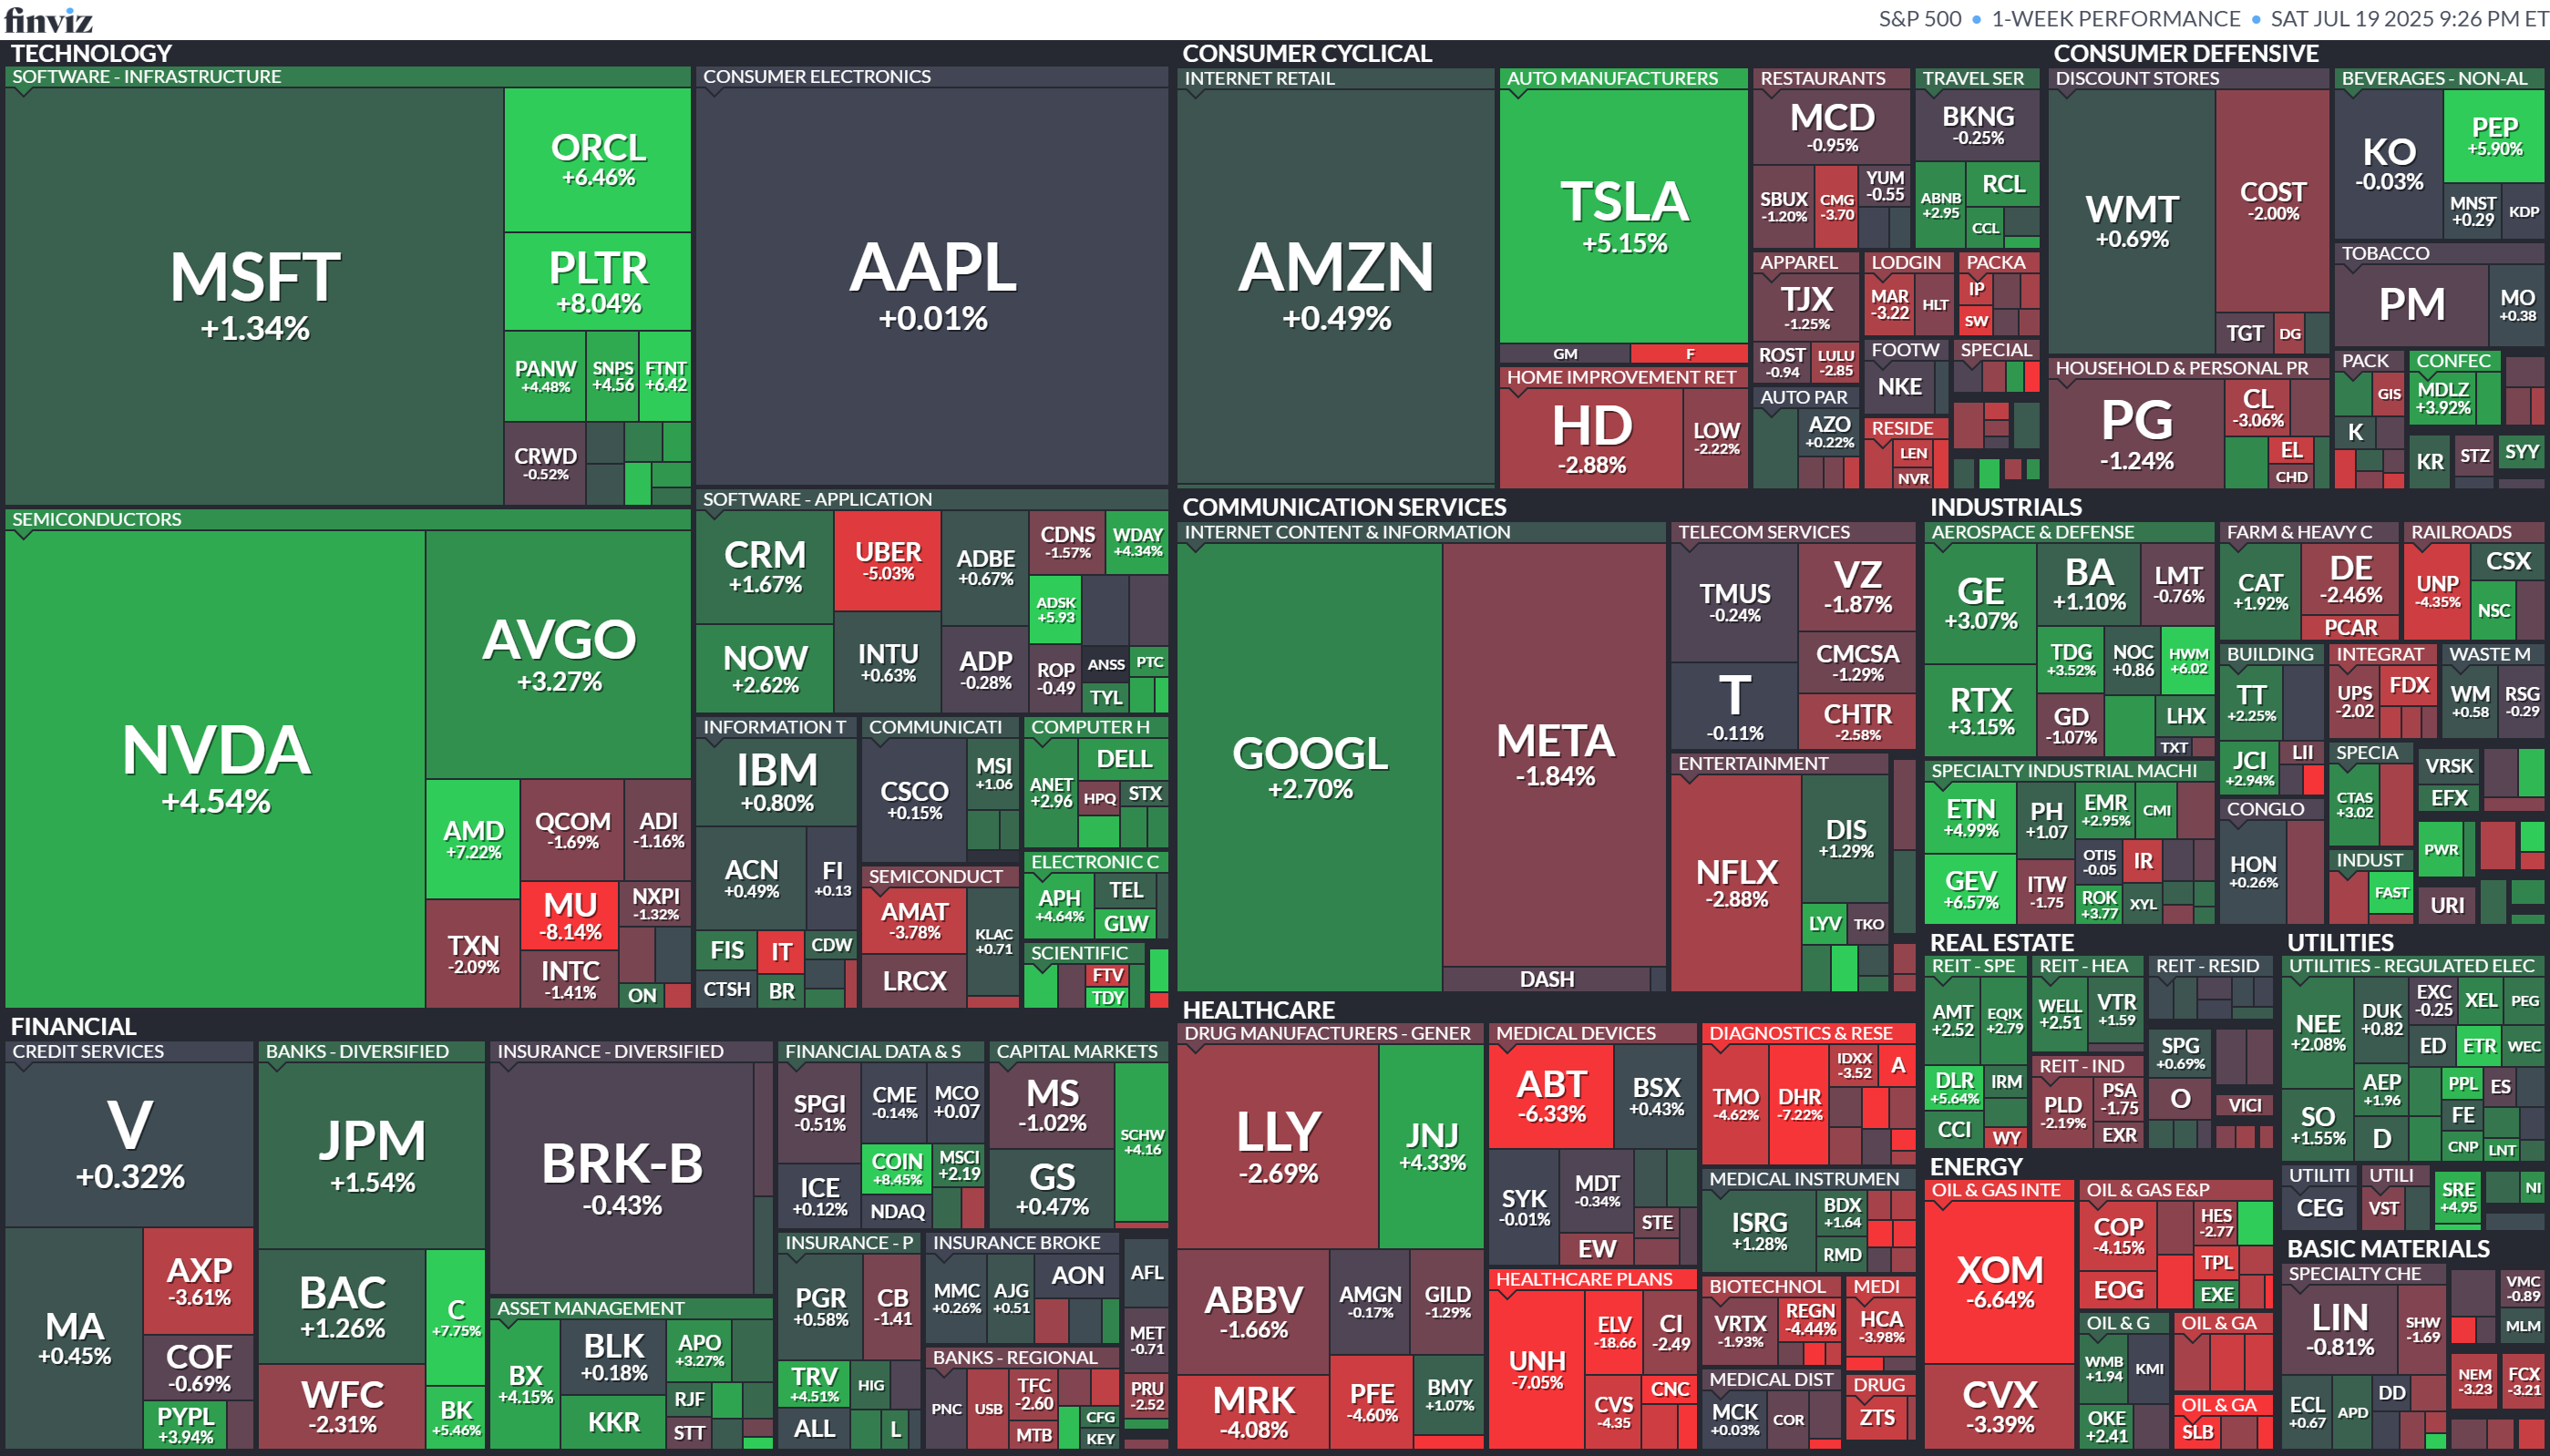 finviz
S&P 500 • 1-WEEK PERFORMANCE • SAT JUL 19 2025 9:26 PM ET
TECHNOLOGY
SOFTWARE - INFRASTRUCTURE
MSFT
+1.34%
ORCL
+6.46%
PLTR
+8.04%
PANW
+4.48%
SNPS
+4.56
FTNT
+6.42
CRWD
-0.52%
CONSUMER ELECTRONICS
AAPL
+0.01%
SEMICONDUCTORS
NVDA
+4.54%
AVGO
+3.27%
AMD
+7.22%
QCOM
-1.69%
ADI
-1.16%
MU
-8.14%
NXPI
-1.32%
TXN
-2.09%
INTC
-1.41%
ON
SOFTWARE - APPLICATION
CRM
+1.67%
UBER
-5.03%
ADBE
+0.67%
CDNS
-1.57%
WDAY
+4.34%
NOW
+2.62%
INTU
+0.63%
ADP
-0.28%
ADSK
+5.93
ROP
-0.49
ANSS
PTC
TYL
INFORMATION T
IBM
+0.80%
ACN
+0.49%
FI
+0.13
FIS
IT
CDW
CTSH
BR
COMMUNICATI
CSCO
+0.15%
MSI
+1.06
SEMICONDUCT
AMAT
-3.78%
KLAC
+0.71
LRCX
COMPUTER H
ANET
+2.96
DELL
HPQ
STX
ELECTRONIC C
APH
+4.64%
TEL
GLW
SCIENTIFIC
FTV
TDY
CONSUMER CYCLICAL
INTERNET RETAIL
AMZN
+0.49%
AUTO MANUFACTURERS
TSLA
+5.15%
GM
F
HOME IMPROVEMENT RET
HD
-2.88%
LOW
-2.22%
RESTAURANTS
MCD
-0.95%
SBUX
-1.20%
CMG
-3.70
YUM
-0.55
TRAVEL SER
BKNG
-0.25%
ABNB
+2.95
RCL
CCL
APPAREL
TJX
-1.25%
ROST
-0.94
LULU
-2.85
LODGIN
MAR
-3.22
HLT
PACKA
IP
SW
AUTO PAR
AZO
+0.22%
FOOTW
NKE
SPECIAL
RESIDE
LEN
NVR
CONSUMER DEFENSIVE
DISCOUNT STORES
WMT
+0.69%
COST
-2.00%
TGT
DG
BEVERAGES - NON-AL
KO
-0.03%
PEP
+5.90%
MNST
+0.29
KDP
TOBACCO
PM
MO
+0.38
HOUSEHOLD & PERSONAL PR
PG
-1.24%
CL
-3.06%
EL
CHD
PACK
GIS
K
CONFEC
MDLZ
+3.92%
KR
STZ
SYY
COMMUNICATION SERVICES
INTERNET CONTENT & INFORMATION
GOOGL
+2.70%
META
-1.84%
DASH
TELECOM SERVICES
TMUS
-0.24%
VZ
-1.87%
T
-0.11%
CMCSA
-1.29%
CHTR
-2.58%
ENTERTAINMENT
NFLX
-2.88%
DIS
+1.29%
LYV
TKO
INDUSTRIALS
AEROSPACE & DEFENSE
GE
+3.07%
BA
+1.10%
LMT
-0.76%
RTX
+3.15%
TDG
+3.52%
NOC
+0.86
HWM
+6.02
GD
-1.07%
LHX
TXT
FARM & HEAVY C
CAT
+1.92%
DE
-2.46%
PCAR
RAILROADS
UNP
-4.35%
CSX
NSC
BUILDING
TT
+2.25%
JCI
+2.94%
LII
INTEGRAT
UPS
-2.02
FDX
WASTE M
WM
+0.58
RSG
-0.29
SPECIALTY INDUSTRIAL MACHI
ETN
+4.99%
PH
+1.07
EMR
+2.95%
CMI
GEV
+6.57%
ITW
-1.75
OTIS
-0.05
IR
ROK
+3.77
XYL
CONGLO
HON
+0.26%
SPECIA
CTAS
+3.02
VRSK
EFX
INDUST
FAST
PWR
URI
FINANCIAL
CREDIT SERVICES
V
+0.32%
MA
+0.45%
AXP
-3.61%
COF
-0.69%
PYPL
+3.94%
BANKS - DIVERSIFIED
JPM
+1.54%
BAC
+1.26%
C
+7.75%
WFC
-2.31%
BK
+5.46%
INSURANCE - DIVERSIFIED
BRK-B
-0.43%
ASSET MANAGEMENT
BX
+4.15%
BLK
+0.18%
APO
+3.27%
KKR
RJF
STT
FINANCIAL DATA & S
SPGI
-0.51%
CME
-0.14%
MCO
+0.07
ICE
+0.12%
COIN
+8.45%
MSCI
+2.19
NDAQ
CAPITAL MARKETS
MS
-1.02%
GS
+0.47%
SCHW
+4.16
INSURANCE - P
PGR
+0.58%
CB
-1.41
TRV
+4.51%
HIG
ALL
L
INSURANCE BROKE
MMC
+0.26%
AJG
+0.51
AON
BANKS - REGIONAL
PNC
USB
TFC
-2.60
MTB
CFG
KEY
AFL
MET
-0.71
PRU
-2.52
HEALTHCARE
DRUG MANUFACTURERS - GENER
LLY
-2.69%
JNJ
+4.33%
ABBV
-1.66%
AMGN
-0.17%
GILD
-1.29%
MRK
-4.08%
PFE
-4.60%
BMY
+1.07%
MEDICAL DEVICES
ABT
-6.33%
BSX
+0.43%
SYK
-0.01%
MDT
-0.34%
STE
EW
HEALTHCARE PLANS
UNH
-7.05%
ELV
-18.66
CI
-2.49
CVS
-4.35
CNC
DIAGNOSTICS & RESE
TMO
-4.62%
DHR
-7.22%
IDXX
-3.52
A
MEDICAL INSTRUMEN
ISRG
+1.28%
BDX
+1.64
RMD
BIOTECHNOL
VRTX
-1.93%
REGN
-4.44%
MEDI
HCA
-3.98%
MEDICAL DIST
MCK
+0.03%
COR
DRUG
ZTS
REAL ESTATE
REIT - SPE
AMT
+2.52
EQIX
+2.79
DLR
+5.64%
IRM
CCI
WY
REIT - HEA
WELL
+2.51
VTR
+1.59
REIT - IND
PLD
-2.19%
PSA
-1.75
EXR
REIT - RESID
SPG
+0.69%
O
VICI
UTILITIES
UTILITIES - REGULATED ELEC
NEE
+2.08%
DUK
+0.82
EXC
-0.25
XEL
PEG
ED
ETR
WEC
SO
+1.55%
AEP
+1.96
PPL
ES
D
FE
CNP
LNT
UTILITI
CEG
UTILI
VST
SRE
+4.95
NI
ENERGY
OIL & GAS INTE
XOM
-6.64%
CVX
-3.39%
OIL & GAS E&P
COP
-4.15%
HES
-2.77
EOG
TPL
EXE
OIL & G
WMB
+1.94
KMI
OKE
+2.41
OIL & GA
OIL & GA
SLB
BASIC MATERIALS
SPECIALTY CHE
LIN
-0.81%
SHW
-1.69
ECL
+0.67
APD
DD
VMC
-0.89
MLM
NEM
-3.23
FCX
-3.21